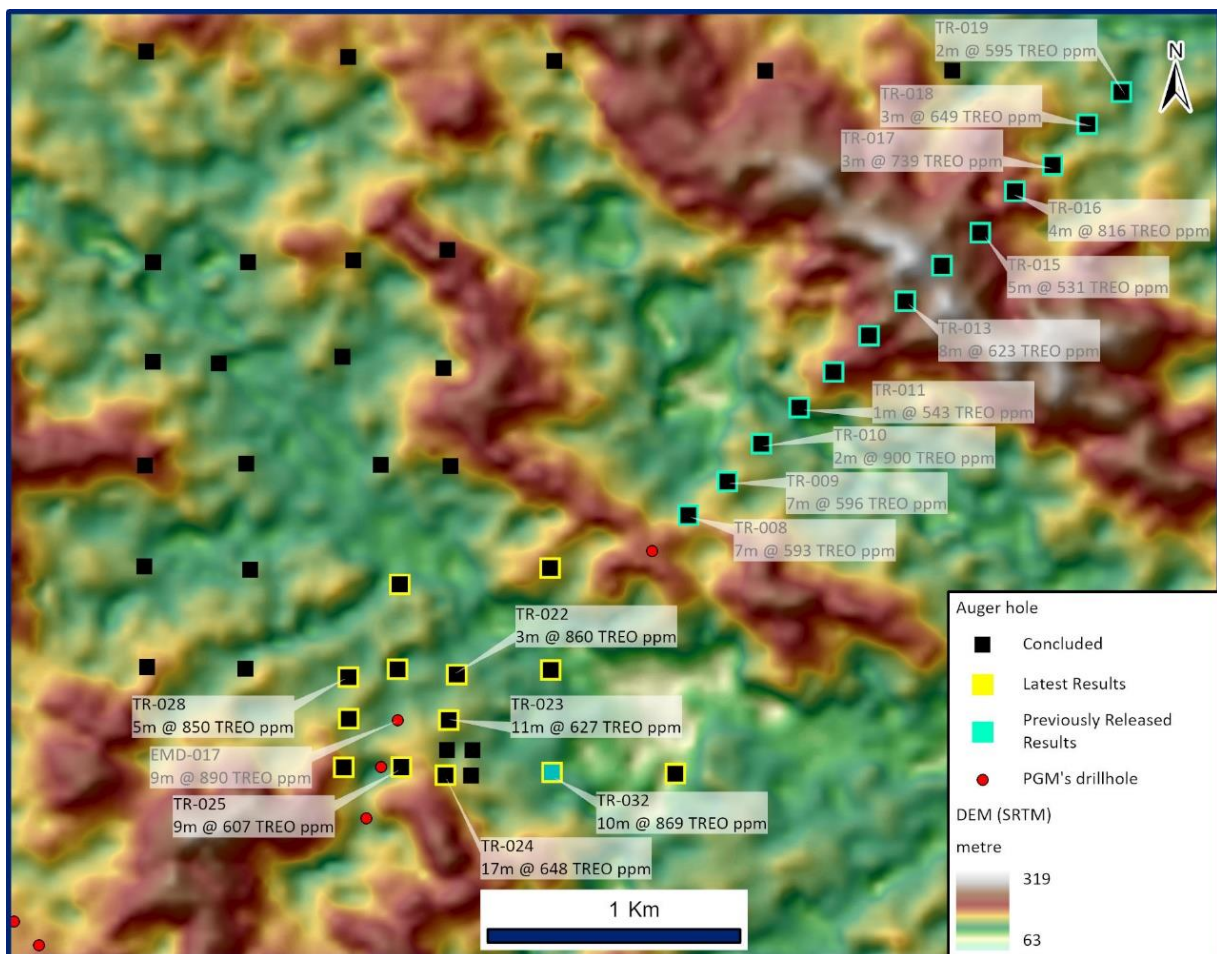 TR-019
2m @ 595 TREO ppm
N
TR-018
3m @ 649 TREO ppm
TR-017
3m @ 739 TREO ppm
TR-016
4m @ 816 TREO ppm
TR-015
5m @ 531 TREO ppm
TR-013
8m @ 623 TREO ppm
TR-011
1m @ 543 TREO ppm
TR-010
2m @ 900 TREO ppm
TR-009
7m @ 596 TREO ppm
TR-008
7m @ 593 TREO ppm
TR-022
3m @ 860 TREO ppm
TR-028
5m @ 850 TREO ppm
TR-023
11m @ 627 TREO ppm
EMD-017
9m @ 890 TREO ppm
TR-025
9m @ 607 TREO ppm
TR-032
10m @ 869 TREO ppm
TR-024
17m @ 648 TREO ppm
1 Km
Auger hole
Concluded
Latest Results
Previously Released
Results
PGM's drillhole
DEM (SRTM)
metre
319
63